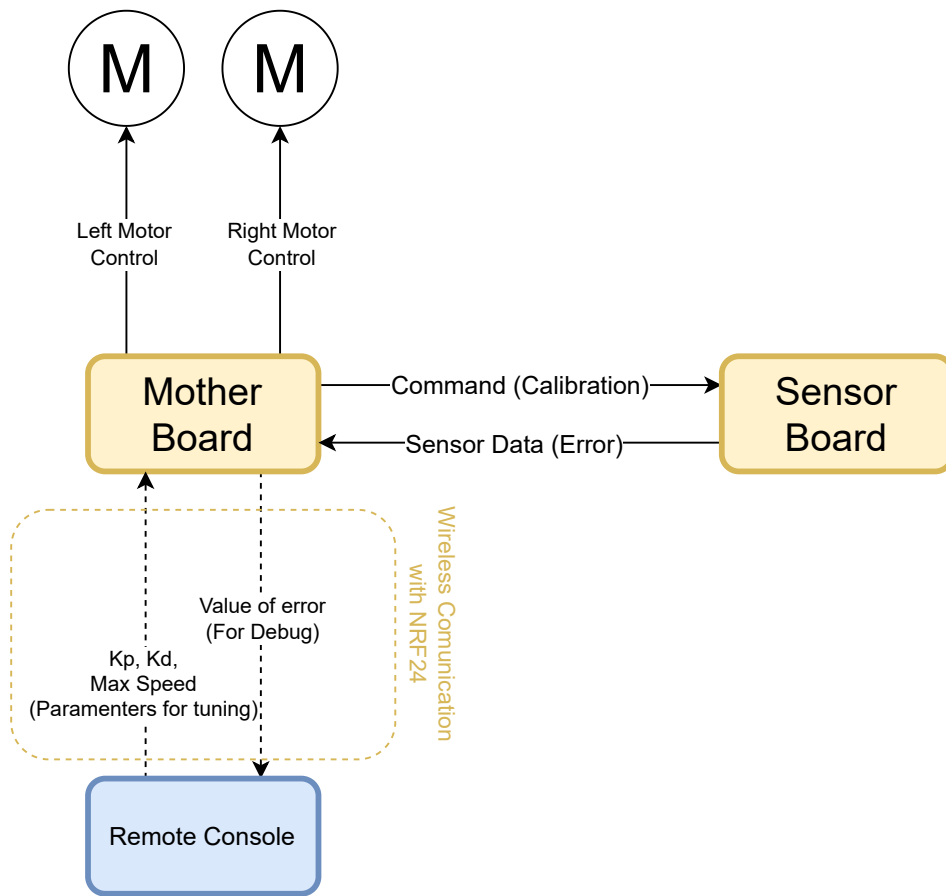 M
M
Left Motor
Control
Right Motor
Control
Mother
Board
Command (Calibration)
Sensor Data (Error)
Sensor
Board
Wireless Comunication
with NRF24
Value of error
(For Debug)
Kp, Kd,
Max Speed
(Paramenters for tuning)
Remote Console